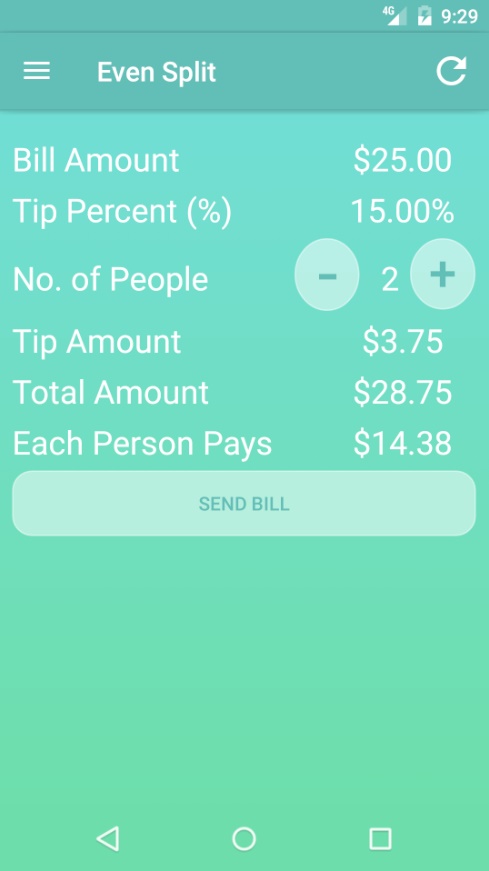 4G 9:29
Even Split
Bill Amount $25.00
Tip Percent (%) 15.00%
No. of People - 2 +
Tip Amount $3.75
Total Amount $28.75
Each Person Pays $14.38
SEND BILL